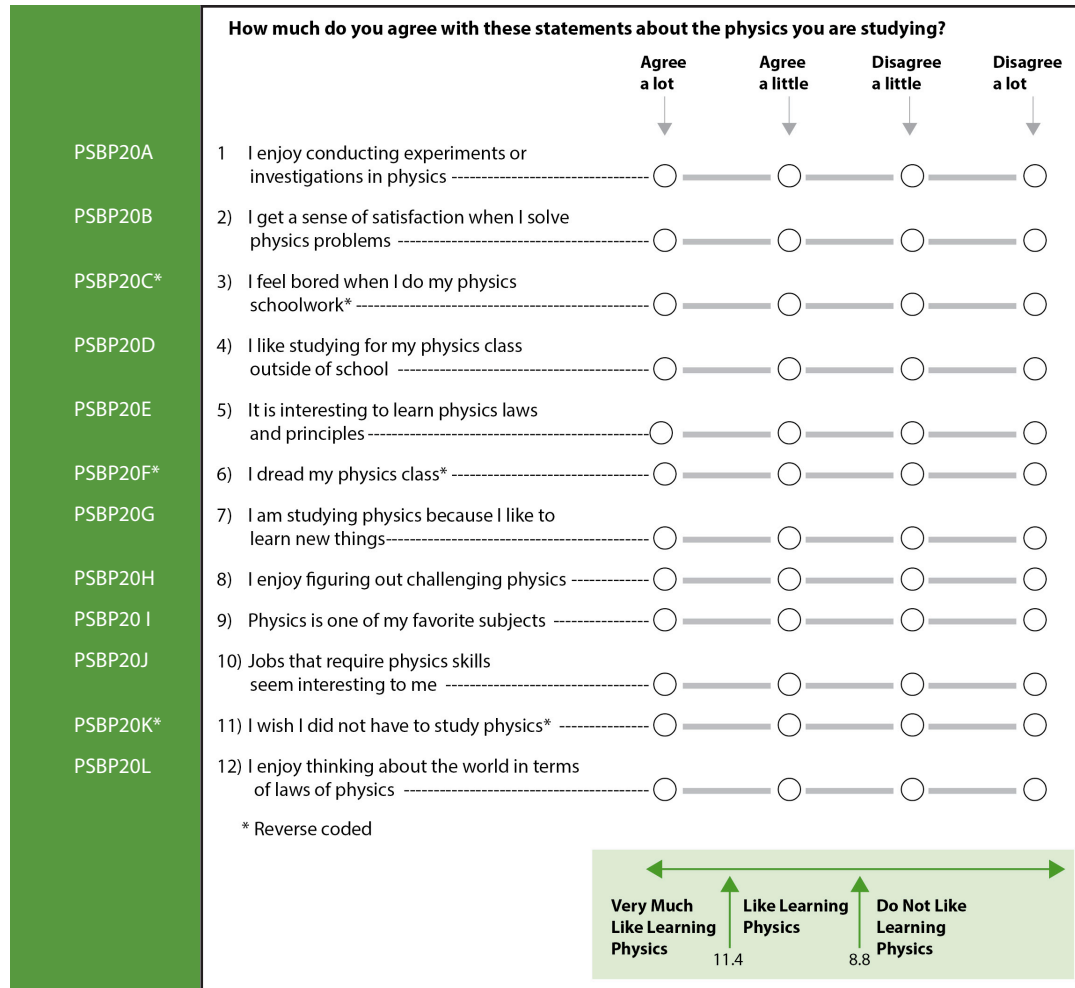 How much do you agree with these statements about the physics you are studying?
Agree a lot
Agree a little
Disagree a little
Disagree a lot
PSBP20A
1 I enjoy conducting experiments or
investigations in physics
PSBP20B
2) I get a sense of satisfaction when I solve
physics problems
PSBP20C*
3) I feel bored when I do my physics
schoolwork*
PSBP20D
4) I like studying for my physics class
outside of school
PSBP20E
5) It is interesting to learn physics laws
and principles
PSBP20F*
6) I dread my physics class*
PSBP20G
7) I am studying physics because I like to
learn new things
PSBP20H
8) I enjoy figuring out challenging physics
PSBP20 I
9) Physics is one of my favorite subjects
PSBP20J
10) Jobs that require physics skills
seem interesting to me
PSBP20K*
11) I wish I did not have to study physics*
PSBP20L
12) I enjoy thinking about the world in terms
of laws of physics
* Reverse coded
Very Much
Like Learning
Physics
11.4
Like Learning
Physics
8.8
Do Not Like
Learning
Physics